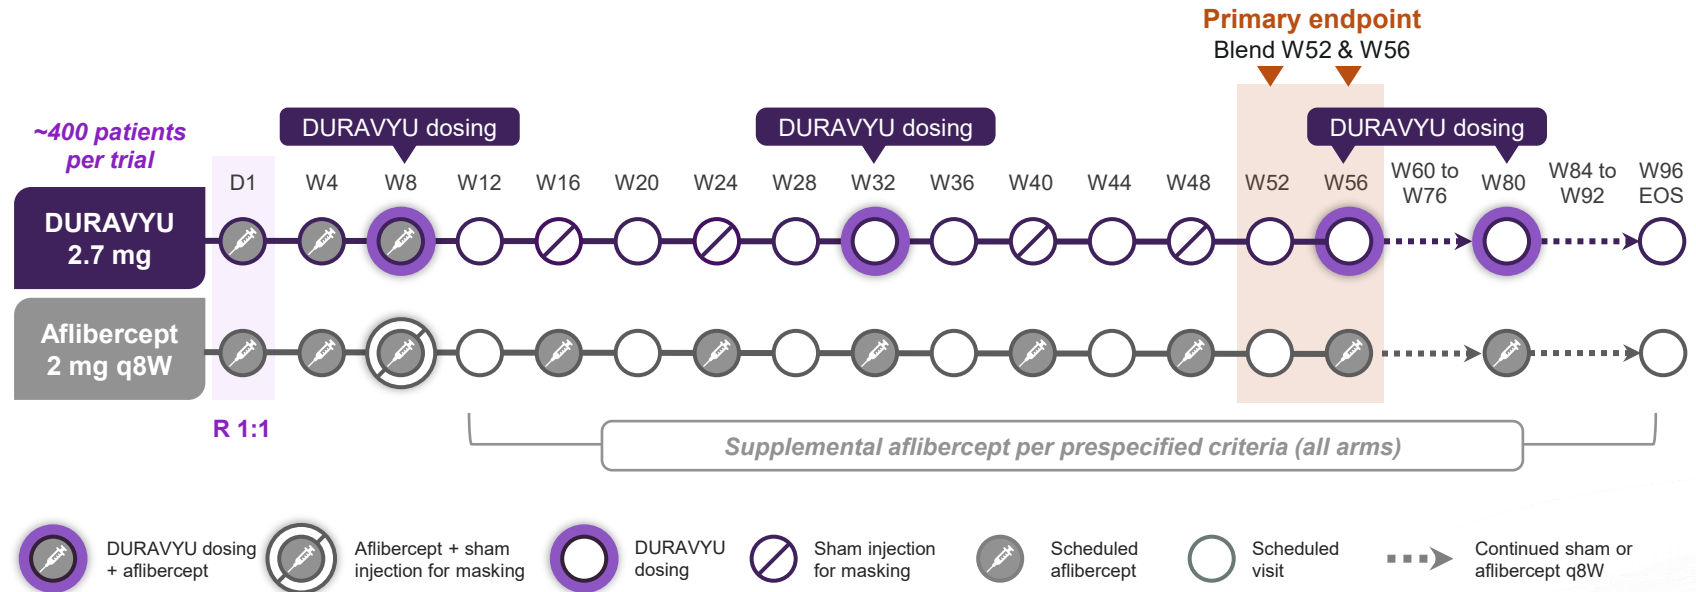 Primary endpoint
Blend W52 & W56
~400 patients
per trial
DURAVYU dosing
DURAVYU dosing
DURAVYU dosing
D1
W4
W8
W12
W16
W20
W24
W28
W32
W36
W40
W44
W48
W52
W56
W60 to
W76
W80
W84 to
W92
W96
EOS
DURAVYU
2.7 mg
Aflibercept
2 mg q8W
R 1:1
Supplemental aflibercept per prespecified criteria (all arms)
DURAVYU dosing
+ aflibercept
Aflibercept + sham
injection for masking
DURAVYU
dosing
Sham injection
for masking
Scheduled
aflibercept
Scheduled
visit
Continued sham or
aflibercept q8W